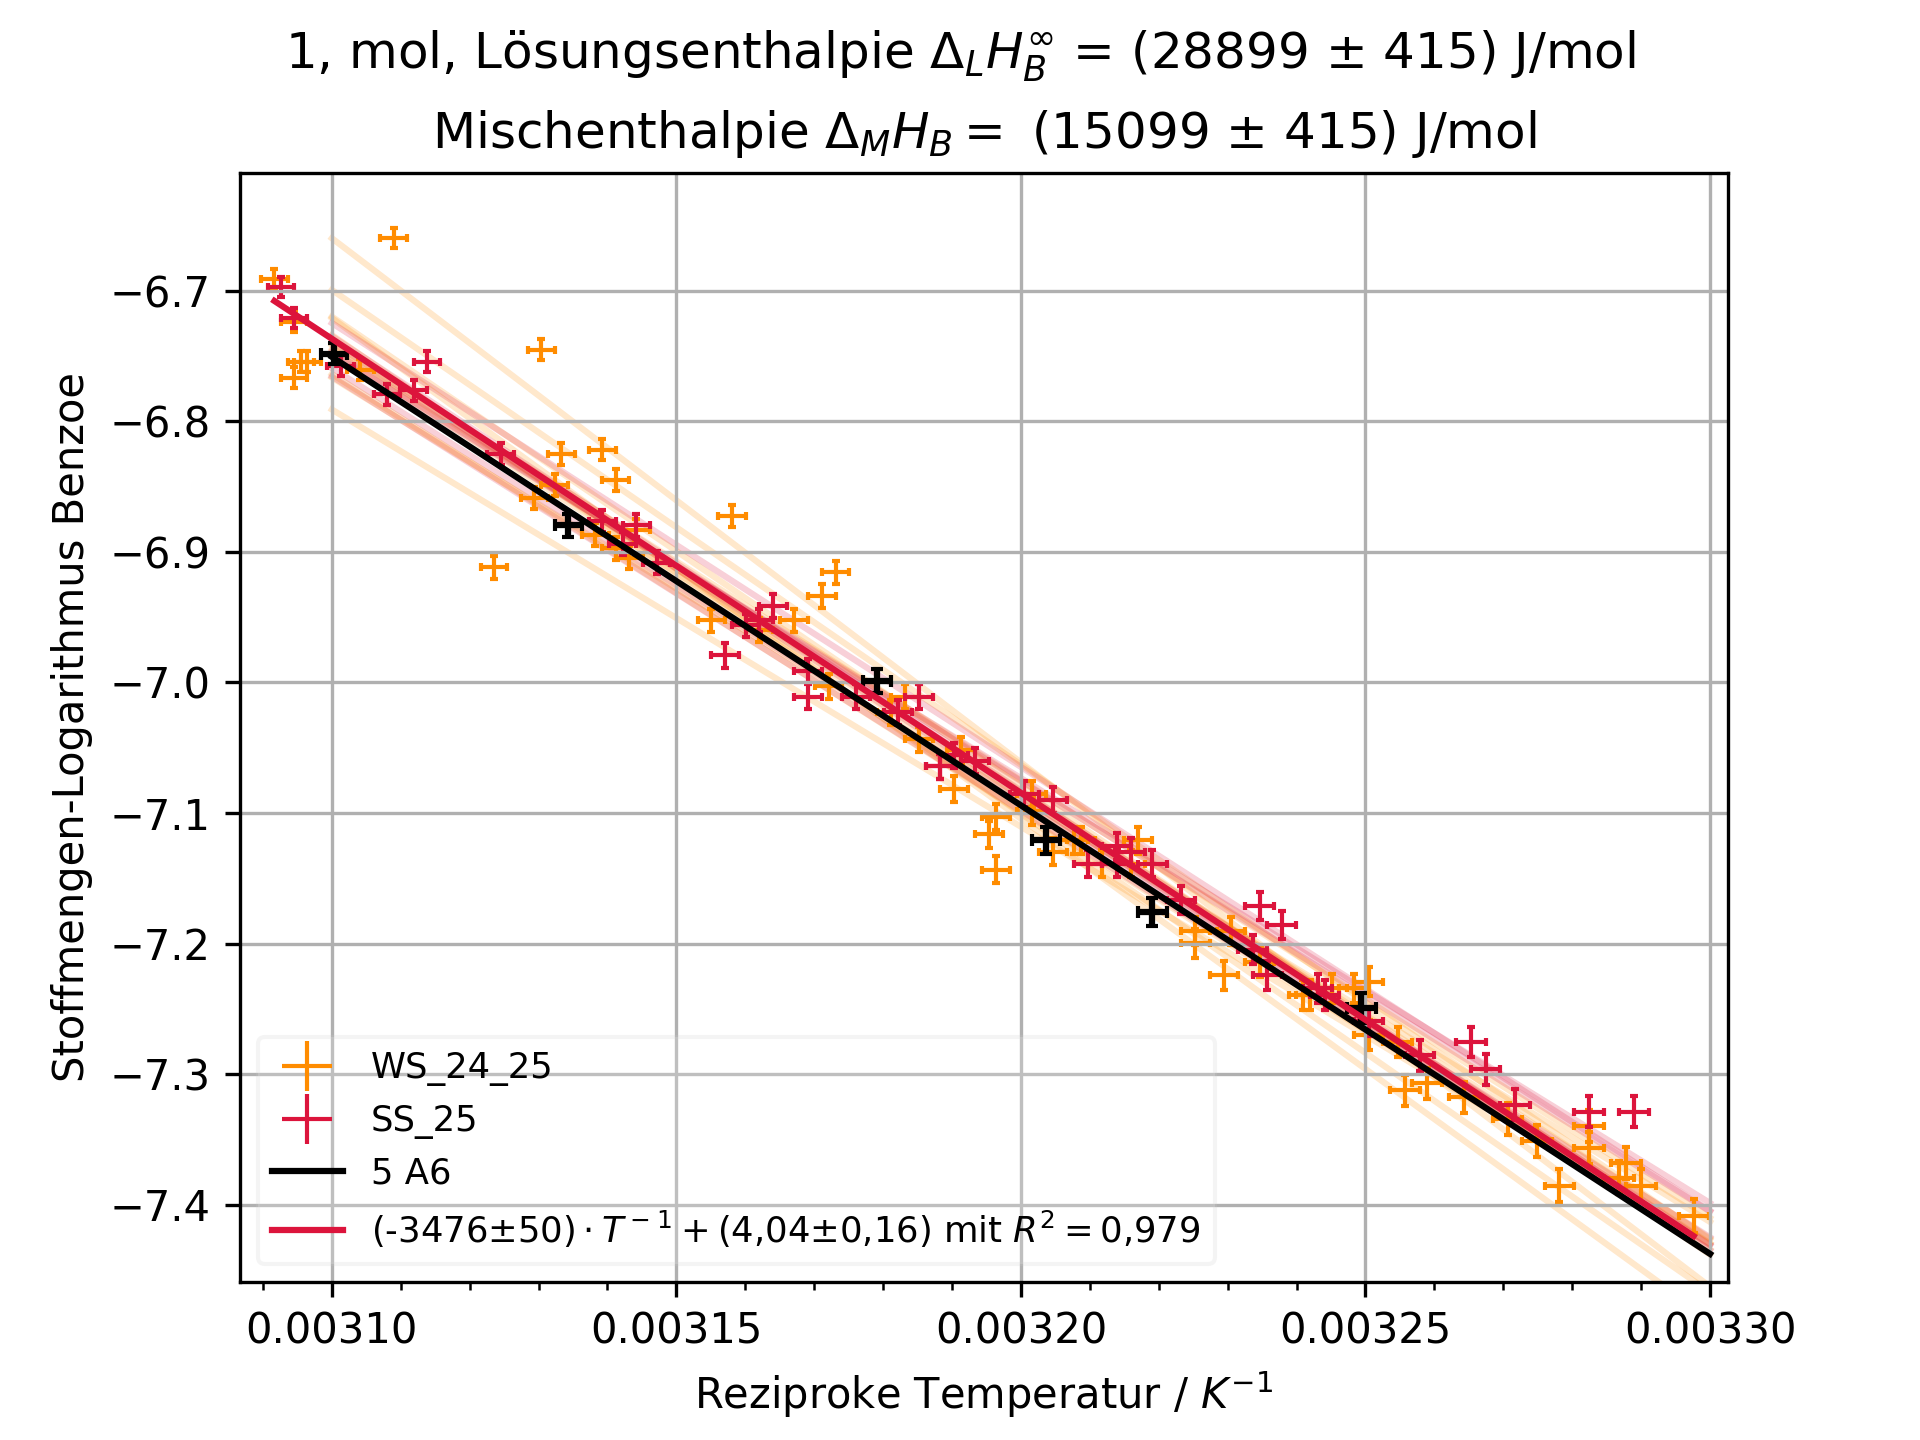 1, mol, Lösungsenthalpie Δ_L H_B^∞ = (28899 ± 415) J/mol
Mischenthalpie Δ_M H_B = (15099 ± 415) J/mol
Stoffmengen-Logarithmus Benzoe
−6.7
−6.8
−6.9
−7.0
−7.1
−7.2
−7.3
−7.4
WS_24_25
SS_25
5 A6
(-3476±50) · T^−1 + (4,04±0,16) mit R^2 = 0,979
0.00310 0.00315 0.00320 0.00325 0.00330
Reziproke Temperatur / K^−1